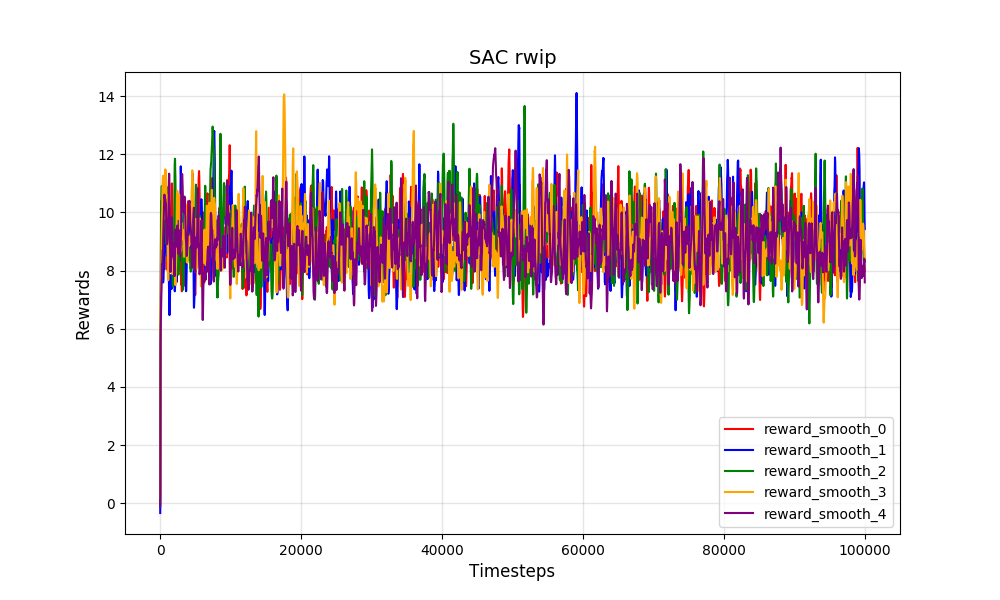 SAC rwip
14
12
10
8
6
4
2
0
Rewards
reward_smooth_0
reward_smooth_1
reward_smooth_2
reward_smooth_3
reward_smooth_4
0 20000 40000 60000 80000 100000
Timesteps